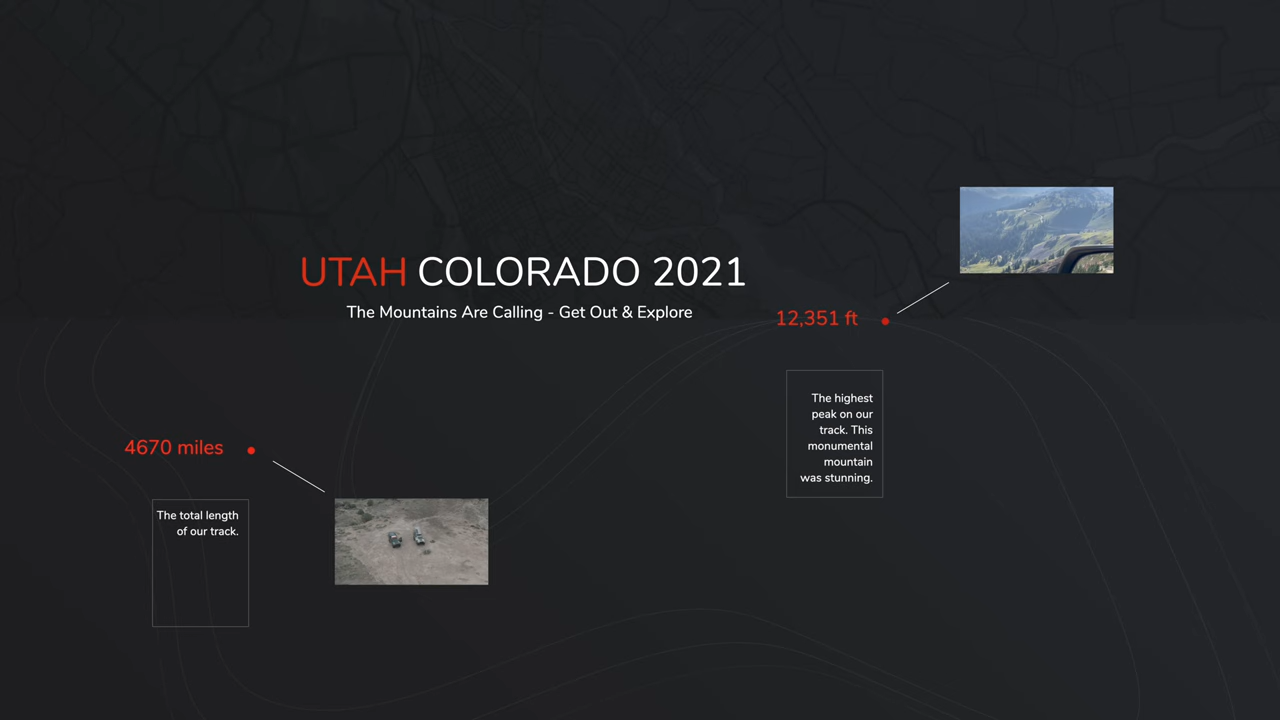 UTAH COLORADO 2021
The Mountains Are Calling - Get Out & Explore
12,351 ft
The highest
peak on our
track. This
monumental
mountain
was stunning.
4670 miles
The total length
of our track.